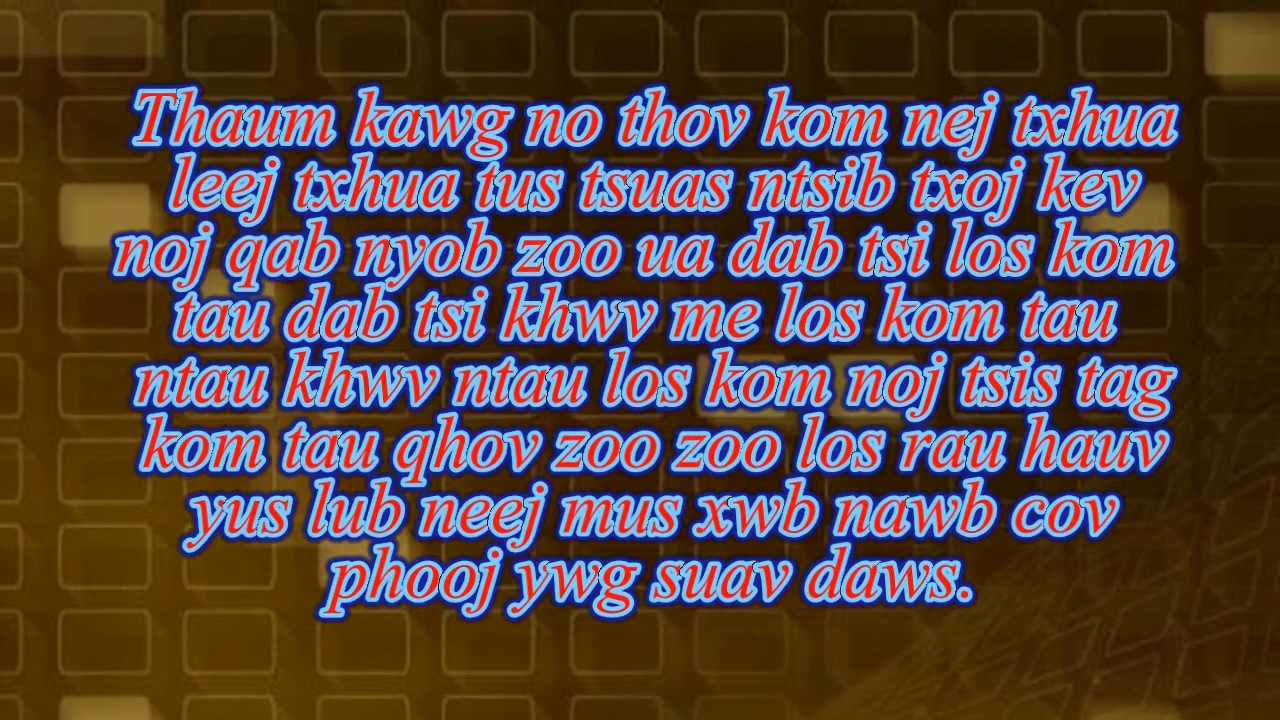 Thaum kawg no thov kom nej txhua
leej txhua tus tsuas ntsib txoj kev
noj qab nyob zoo ua dab tsi los kom
tau dab tsi khwv me los kom tau
ntau khwv ntau los kom noj tsis tag
kom tau qhov zoo zoo los rau hauv
yus lub neej mus xwb nawb cov
phooj ywg suav daws.